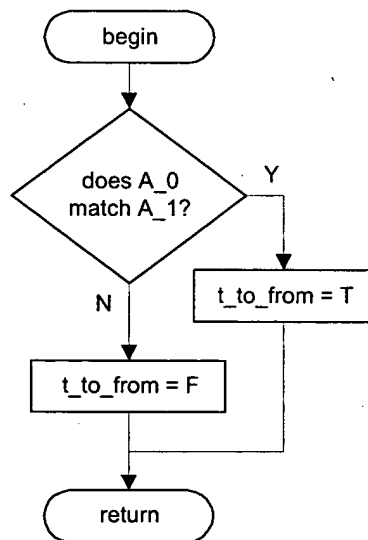 begin
does A_0
match A_1?
Y
N
t_to_from = T
t_to_from = F
return